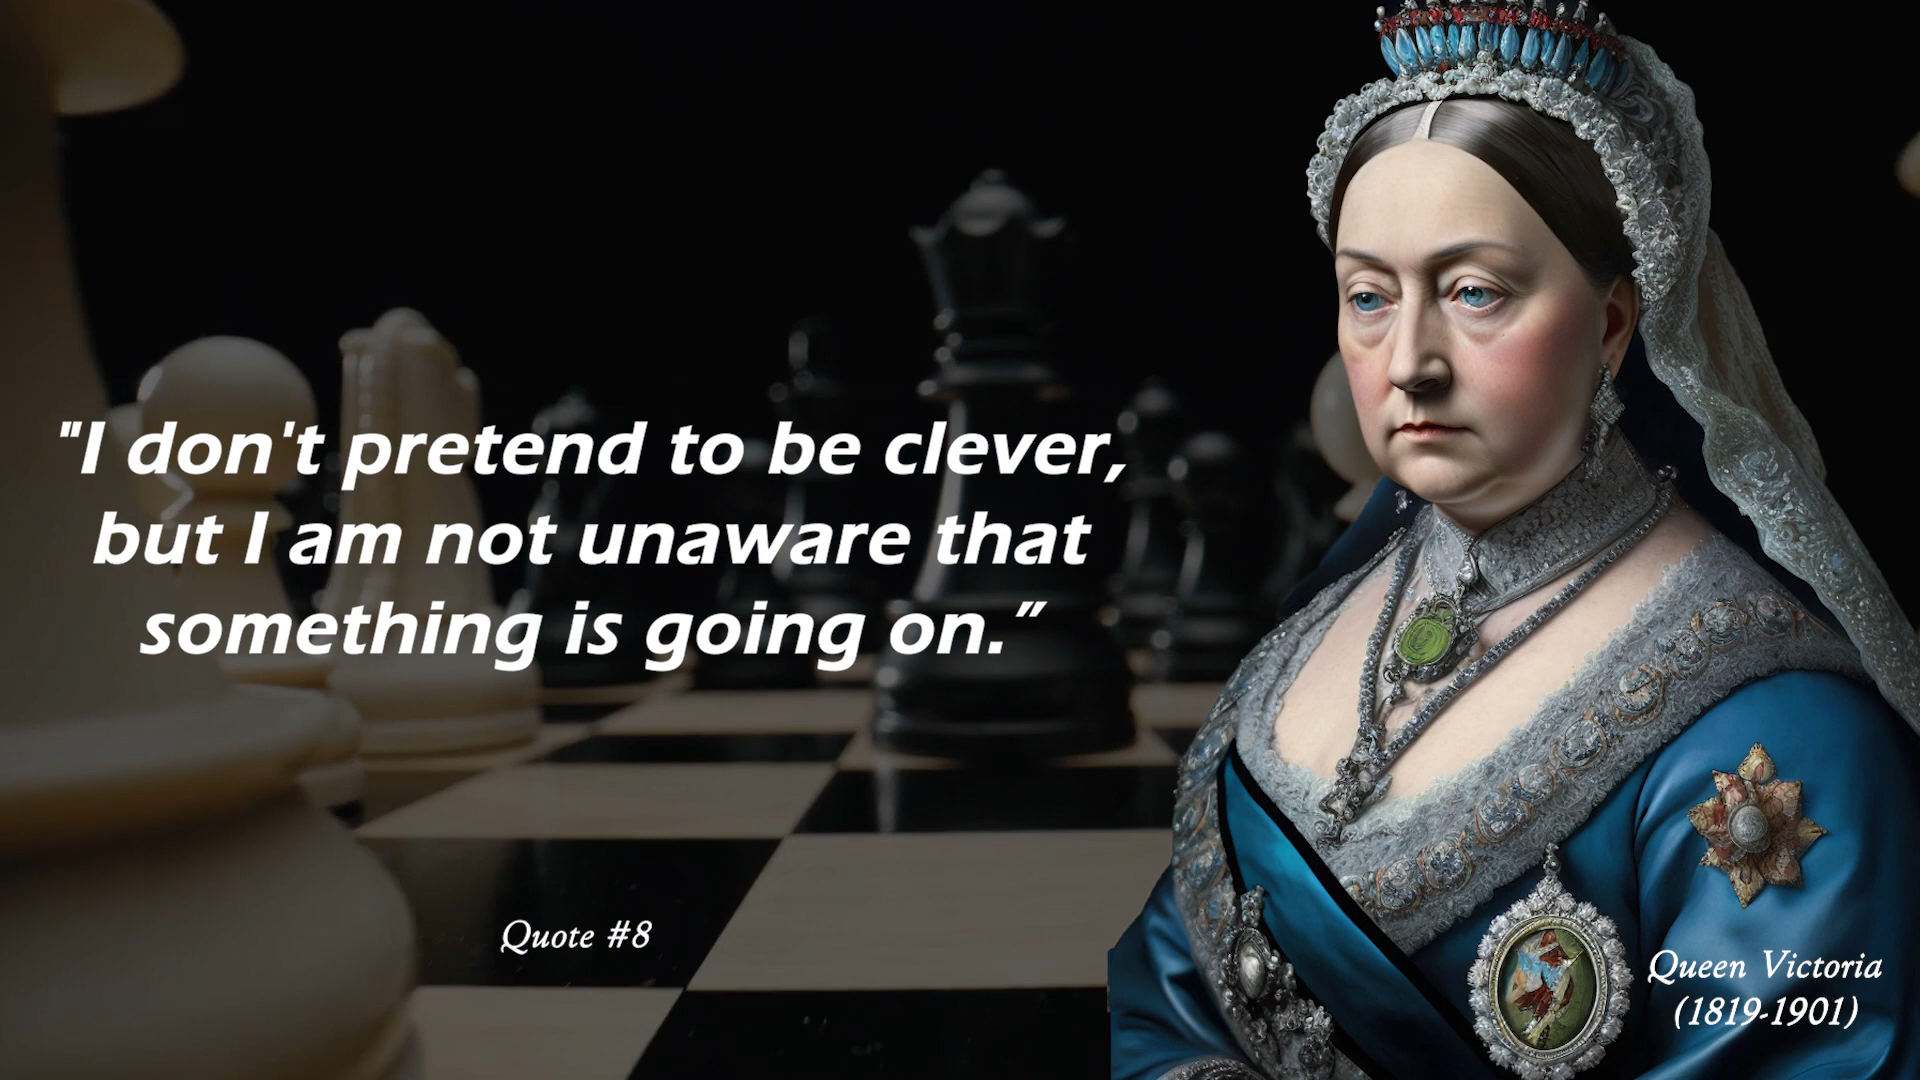 "I don't pretend to be clever,
but I am not unaware that
something is going on.”
Quote #8
Queen Victoria
(1819-1901)